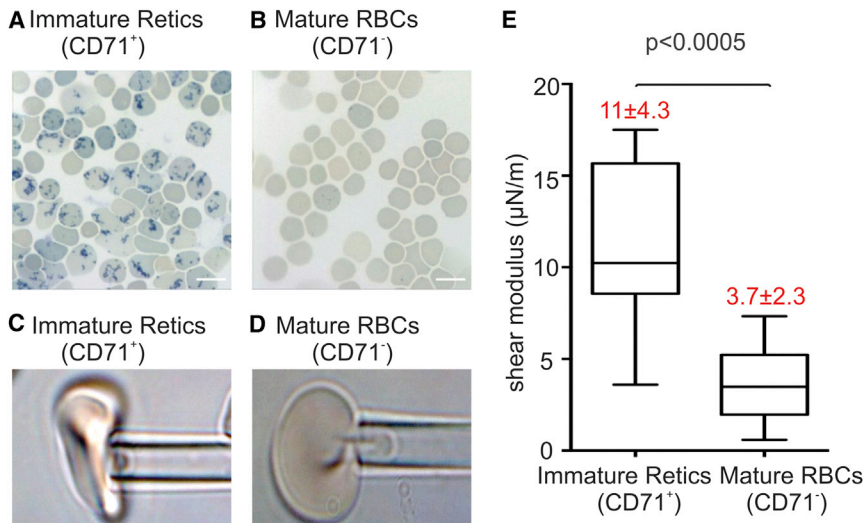 A Immature Retics
(CD71⁺)
B Mature RBCs
(CD71⁻)
C Immature Retics
(CD71⁺)
D Mature RBCs
(CD71⁻)
E
p<0.0005
20
15
10
5
0
shear modulus (µN/m)
11±4.3
3.7±2.3
Immature Retics
(CD71⁺)
Mature RBCs
(CD71⁻)